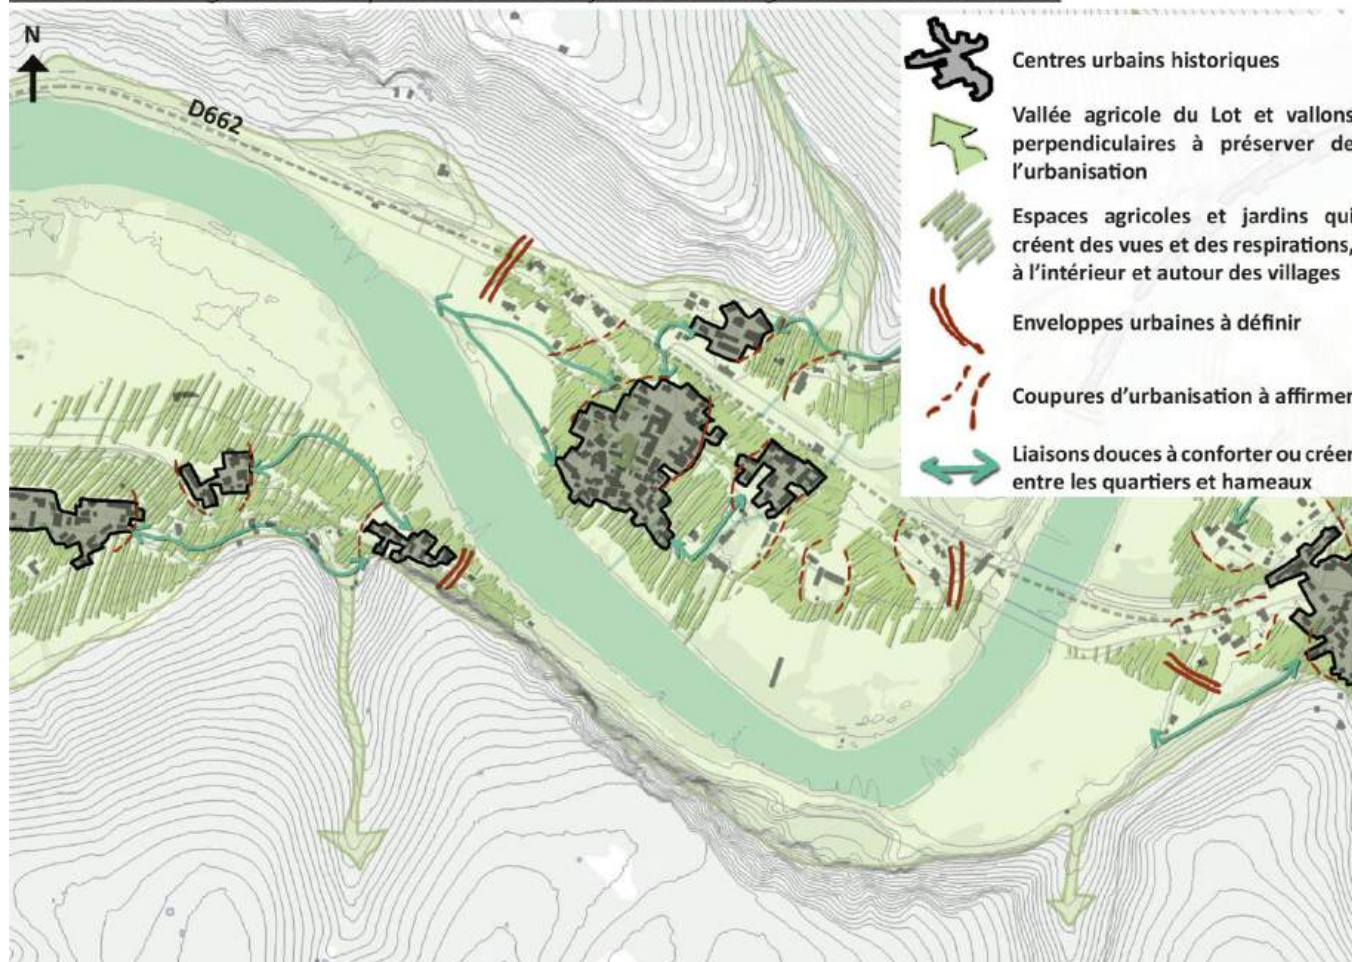 N
D662
Centres urbains historiques
Vallée agricole du Lot et vallons
perpendiculaires à préserver de
l'urbanisation
Espaces agricoles et jardins qui
créent des vues et des respirations,
à l'intérieur et autour des villages
Enveloppes urbaines à définir
Coupures d'urbanisation à affirmer
Liaisons douces à conforter ou créer
entre les quartiers et hameaux